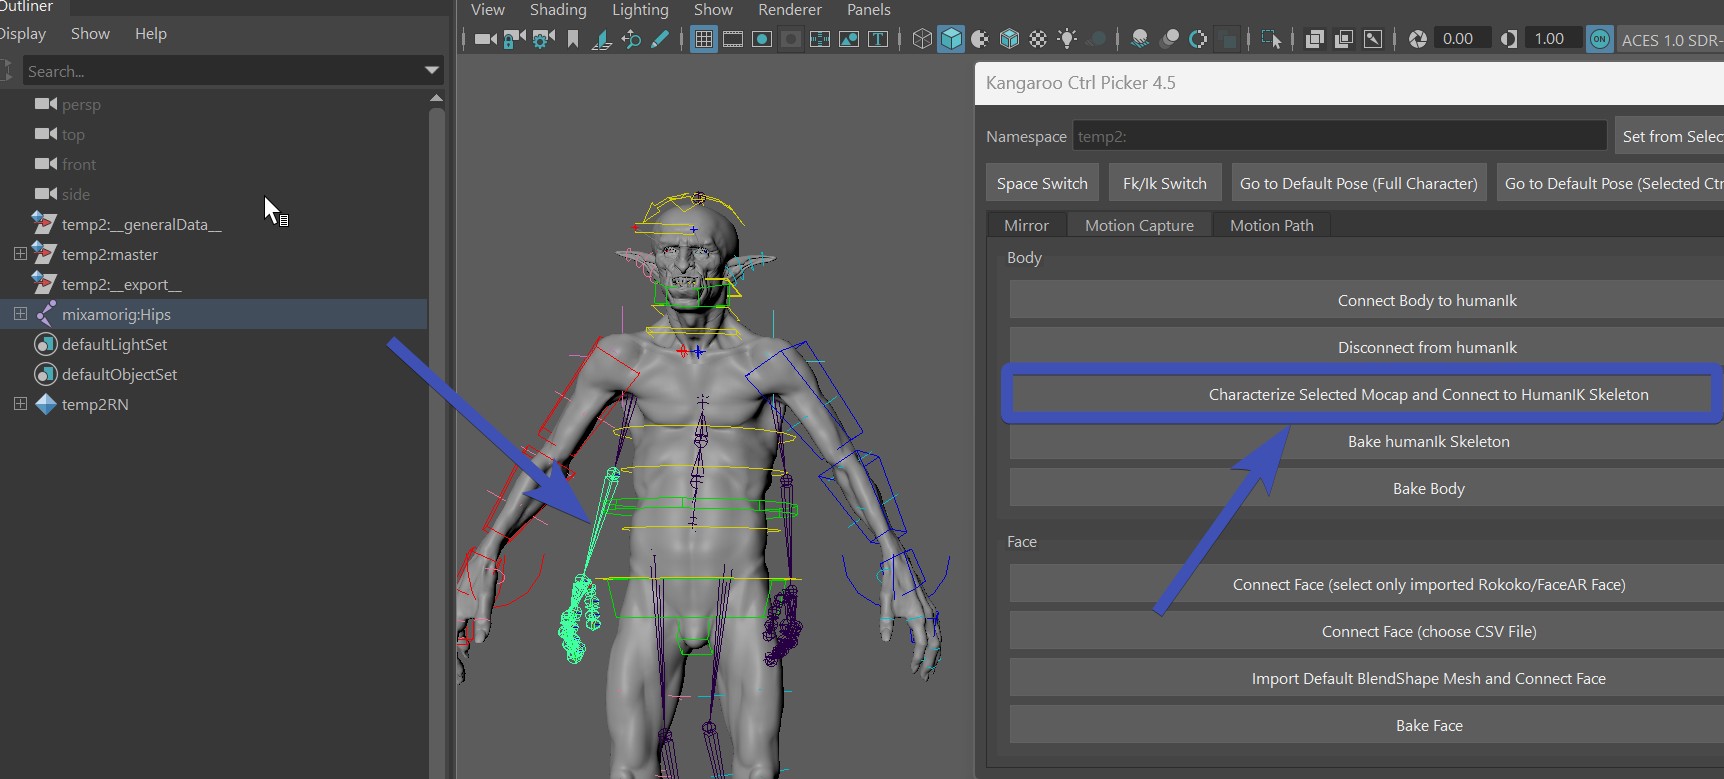 Outliner
Display Show Help
Search...
persp
top
front
side
temp2:__generalData__
temp2:master
temp2:__export__
mixamorig:Hips
defaultLightSet
defaultObjectSet
temp2RN
View Shading Lighting Show Renderer Panels
0.00 1.00 ON ACES 1.0 SDR-
Kangaroo Ctrl Picker 4.5
Namespace temp2: Set from Selec
Space Switch Fk/Ik Switch Go to Default Pose (Full Character) Go to Default Pose (Selected Ctr
Mirror Motion Capture Motion Path
Body
Connect Body to humanIk
Disconnect from humanIk
Characterize Selected Mocap and Connect to HumanIK Skeleton
Bake humanIk Skeleton
Bake Body
Face
Connect Face (select only imported Rokoko/FaceAR Face)
Connect Face (choose CSV File)
Import Default BlendShape Mesh and Connect Face
Bake Face